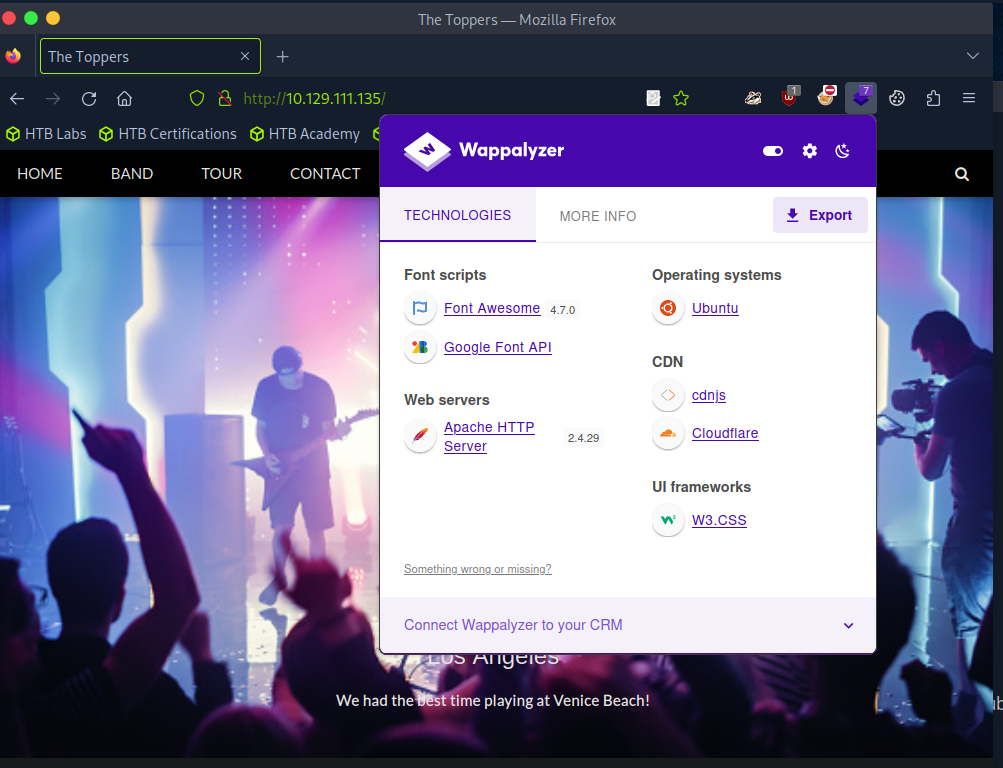 The Toppers — Mozilla Firefox
The Toppers
http://10.129.111.135/
1
7
HTB Labs HTB Certifications HTB Academy
HOME BAND TOUR CONTACT
Wappalyzer
TECHNOLOGIES MORE INFO Export
Font scripts
Font Awesome 4.7.0
Google Font API
Web servers
Apache HTTP
Server 2.4.29
Operating systems
Ubuntu
CDN
cdnjs
Cloudflare
UI frameworks
W3.CSS
Something wrong or missing?
Connect Wappalyzer to your CRM
Los Angeles
We had the best time playing at Venice Beach!